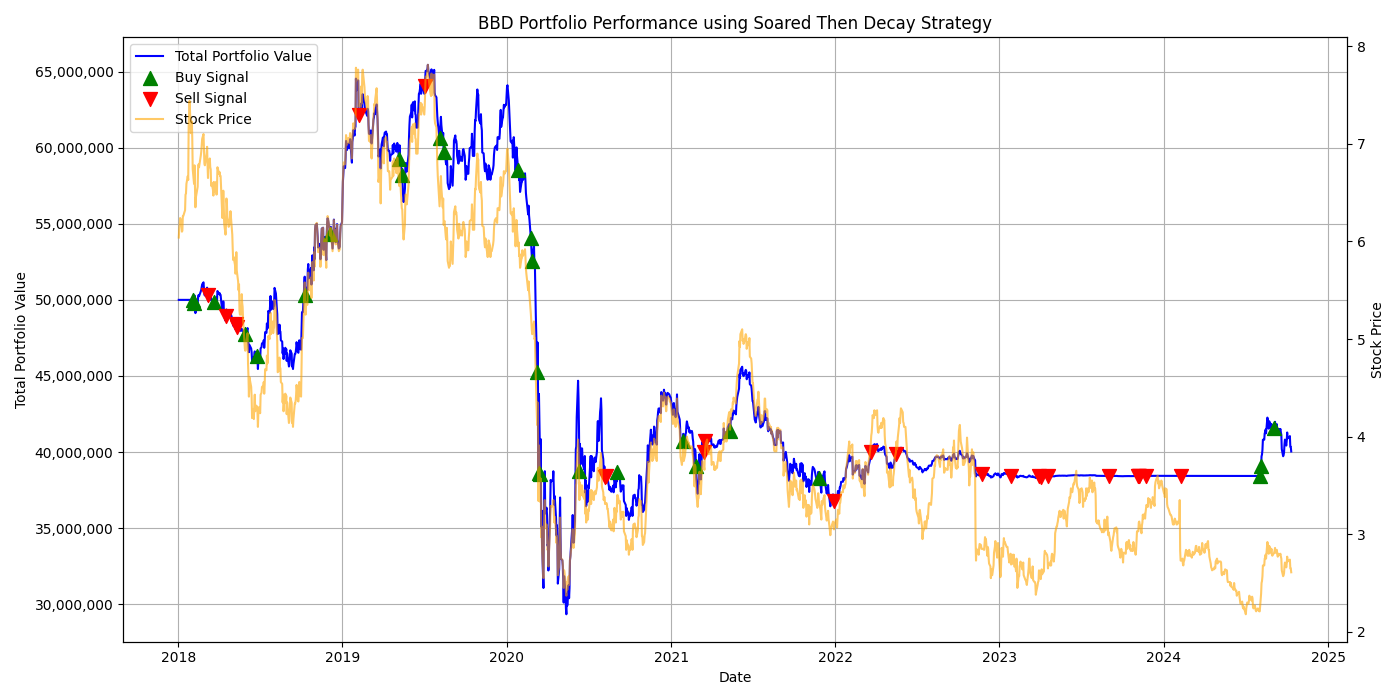 BBD Portfolio Performance using Soared Then Decay Strategy
Total Portfolio Value
Buy Signal
Sell Signal
Stock Price
65,000,000
60,000,000
55,000,000
50,000,000
45,000,000
40,000,000
35,000,000
30,000,000
Total Portfolio Value
8
7
6
5
4
3
2
Stock Price
2018
2019
2020
2021
2022
2023
2024
2025
Date